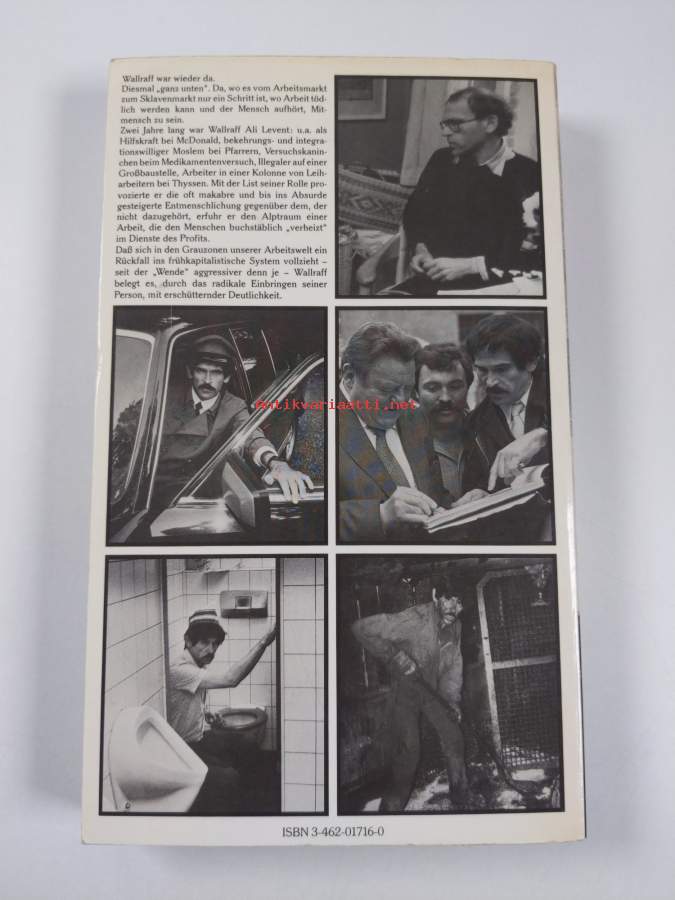 Wallraff war wieder da.
Diesmal „ganz unten". Da, wo es vom Arbeitsmarkt
zum Sklavenmarkt nur ein Schritt ist, wo Arbeit töd-
lich werden kann und der Mensch aufhört, Mit-
mensch zu sein.
Zwei Jahre lang war Wallraff Ali Levent: u.a. als
Hilfskraft bei McDonald, bekehrungs- und integra-
tionswilliger Moslem bei Pfarrern, Versuchskanin-
chen beim Medikamentenversuch, Illegaler auf einer
Großbaustelle, Arbeiter in einer Kolonne von Leih-
arbeitern bei Thyssen. Mit der List seiner Rolle pro-
vozierte er die oft makabre und bis ins Absurde
gesteigerte Entmenschlichung gegenüber dem, der
nicht dazugehört, erfuhr er den Alptraum einer
Arbeit, die den Menschen buchstäblich „verheizt"
im Dienste des Profits.
Daß sich in den Grauzonen unserer Arbeitswelt ein
Rückfall ins frühkapitalistische System vollzieht –
seit der „Wende" aggressiver denn je – Wallraff
belegt es, durch das radikale Einbringen seiner
Person, mit erschütternder Deutlichkeit.
antikvariaatti.net
ISBN 3-462-01716-0